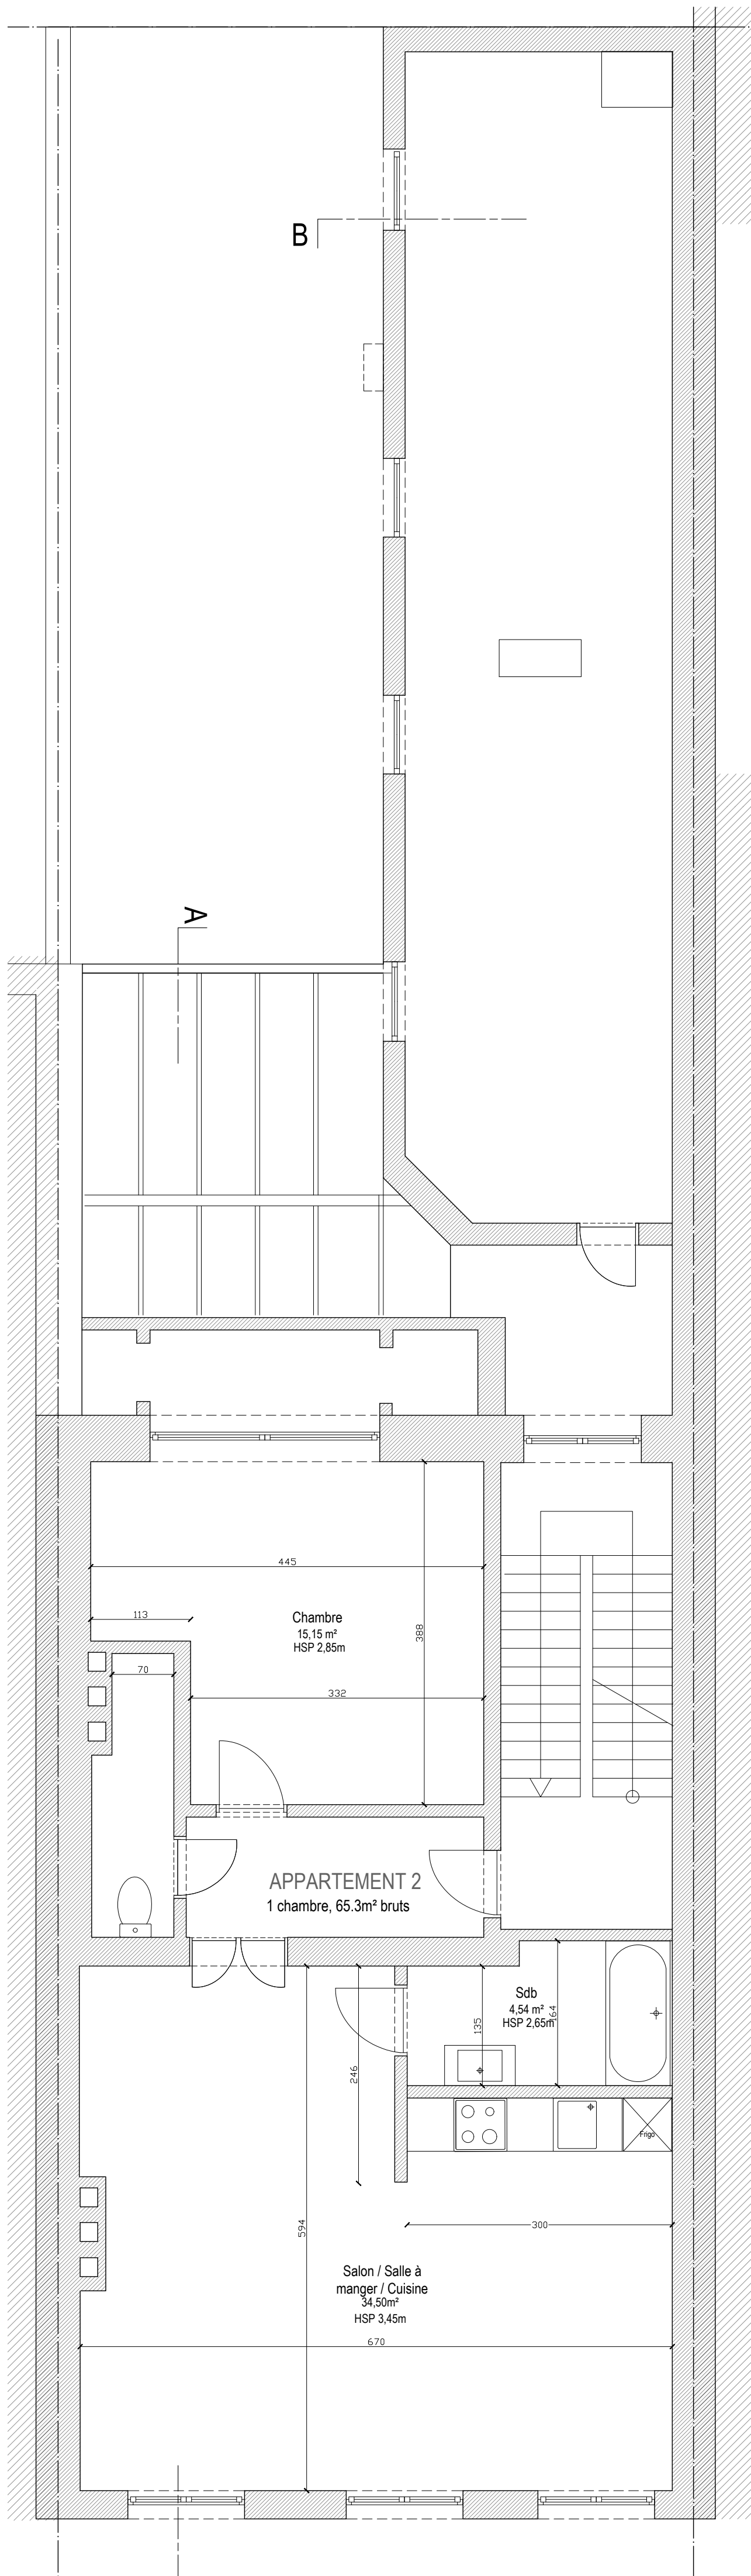 B
A
445
113
Chambre
15,15 m²
HSP 2,85m
388
70
332
APPARTEMENT 2
1 chambre, 65.3m² bruts
Sdb
4,54 m²
HSP 2,65m
164
135
246
Frigo
300
594
Salon / Salle à
manger / Cuisine
34,50m²
HSP 3,45m
670